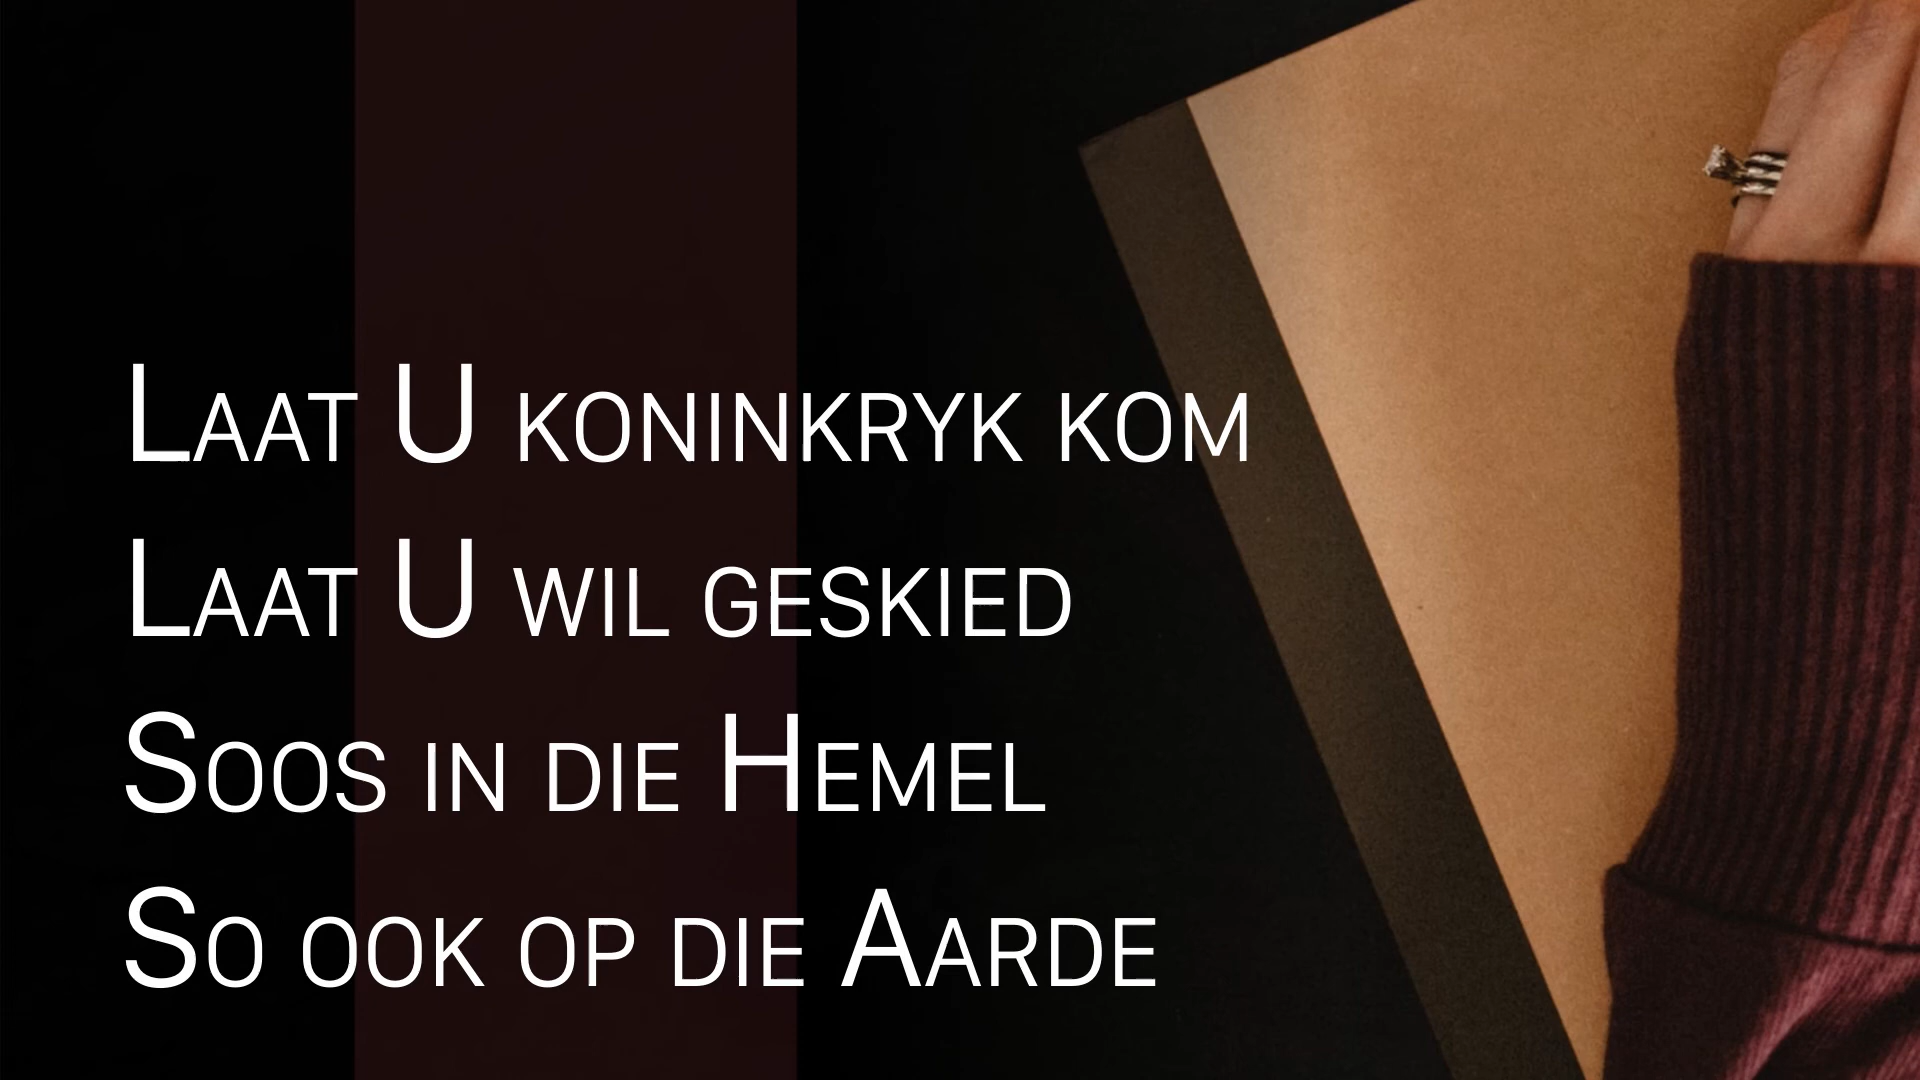 Laat U koninkryk kom
Laat U wil geskied
Soos in die Hemel
So ook op die Aarde